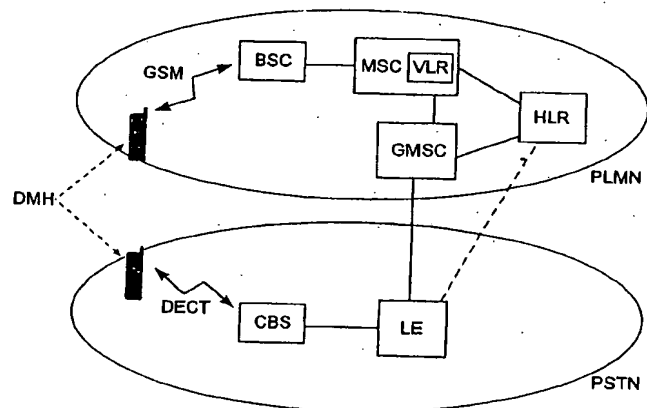 GSM
BSC
MSC
VLR
HLR
GMSC
PLMN
DMH
DECT
CBS
LE
PSTN